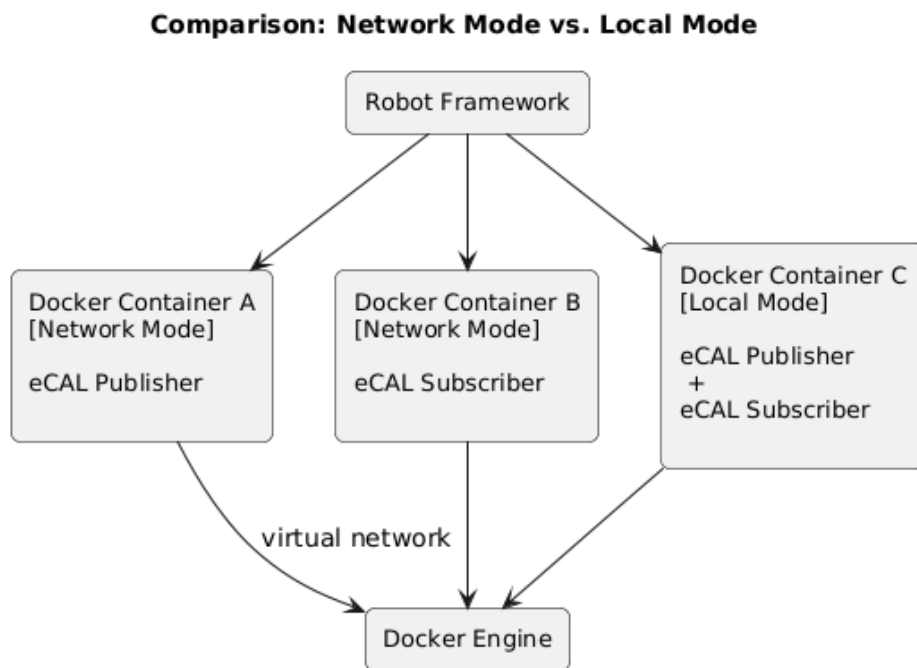 Comparison: Network Mode vs. Local Mode
Robot Framework
Docker Container A
[Network Mode]
eCAL Publisher
Docker Container B
[Network Mode]
eCAL Subscriber
Docker Container C
[Local Mode]
eCAL Publisher
+
eCAL Subscriber
virtual network
Docker Engine